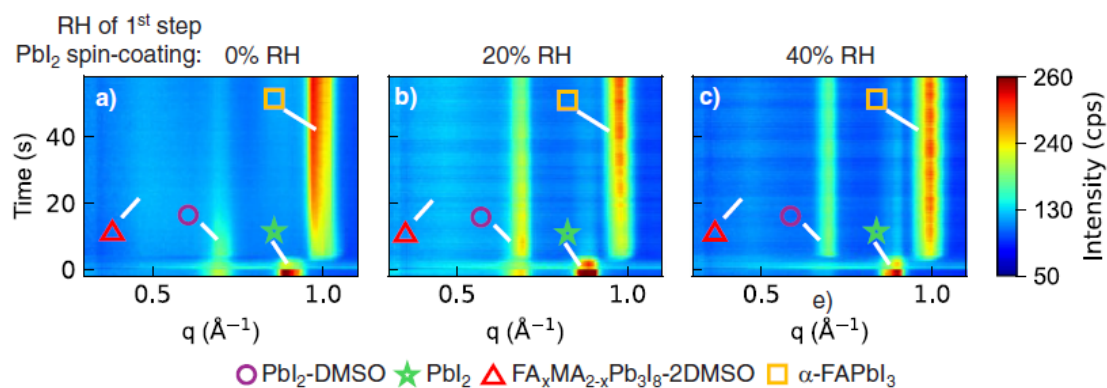 RH of 1st step
PbI2 spin-coating: 0% RH 20% RH 40% RH
a) b) c)
Time (s)
40
20
0
0.5 1.0 0.5 1.0 0.5 1.0
e)
q (Å⁻¹) q (Å⁻¹) q (Å⁻¹)
260
240
130
50
Intensity (cps)
PbI2-DMSO PbI2 FAxMA2-xPb3I8-2DMSO α-FAPbI3